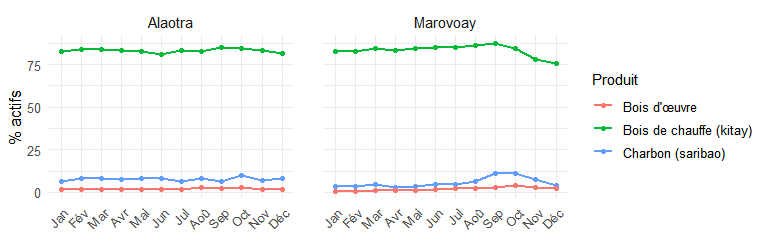 Alaotra
Marovoay
% actifs
75
50
25
0
Jan Fév Mar Avr Mai Jun Jul Aoû Sep Oct Nov Déc
Jan Fév Mar Avr Mai Jun Jul Aoû Sep Oct Nov Déc
Produit
Bois d'œuvre
Bois de chauffe (kitay)
Charbon (saribao)